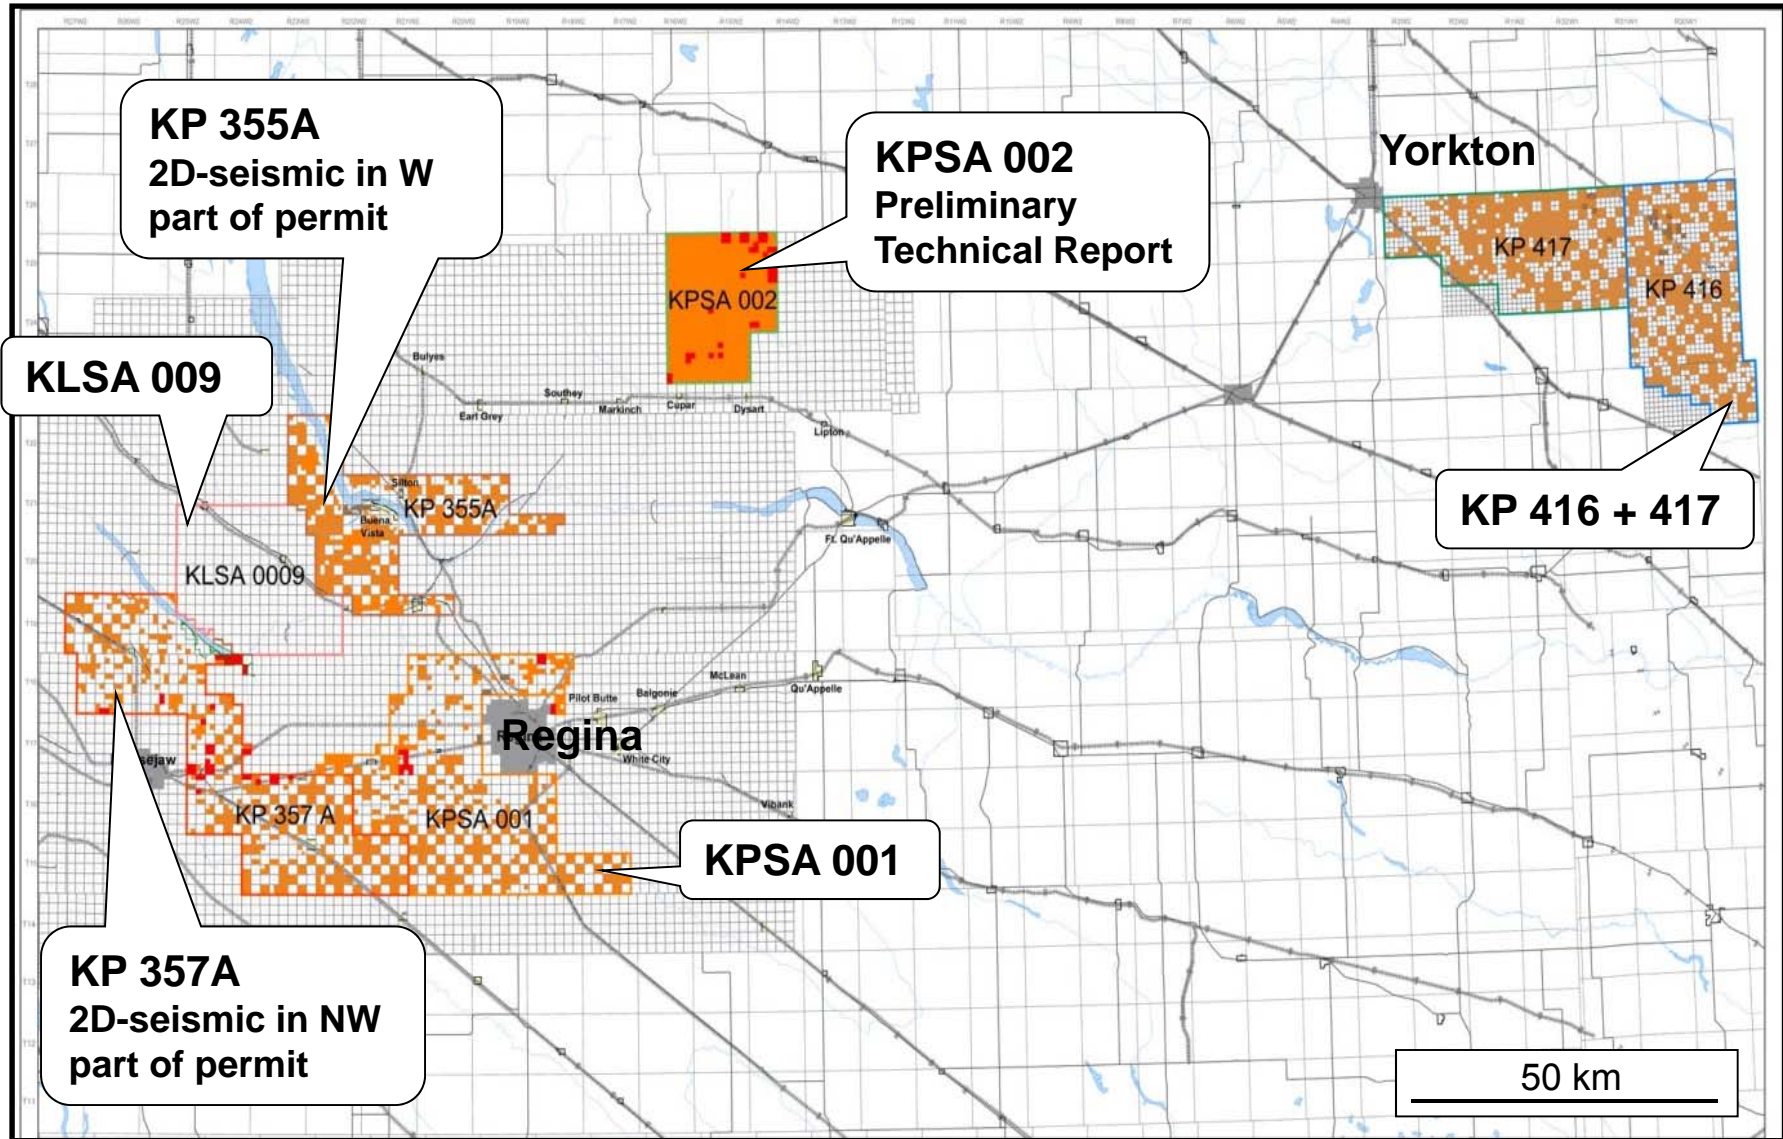 KP 355A
2D-seismic in W
part of permit
KPSA 002
Preliminary
Technical Report
Yorkton
KP 417
KP 416
KPSA 002
KLSA 009
Bulyea
Earl Grey
Southey
Markinch
Cupar
Dysart
Lipton
Silton
KP 355A
Buena
Vista
KP 416 + 417
Ft. Qu'Appelle
KLSA 0009
McLean
Qu'Appelle
Pilot Butte
Balgonie
Regina
White City
sejaw
Vibank
KP 357 A
KPSA 001
KPSA 001
KP 357A
2D-seismic in NW
part of permit
50 km